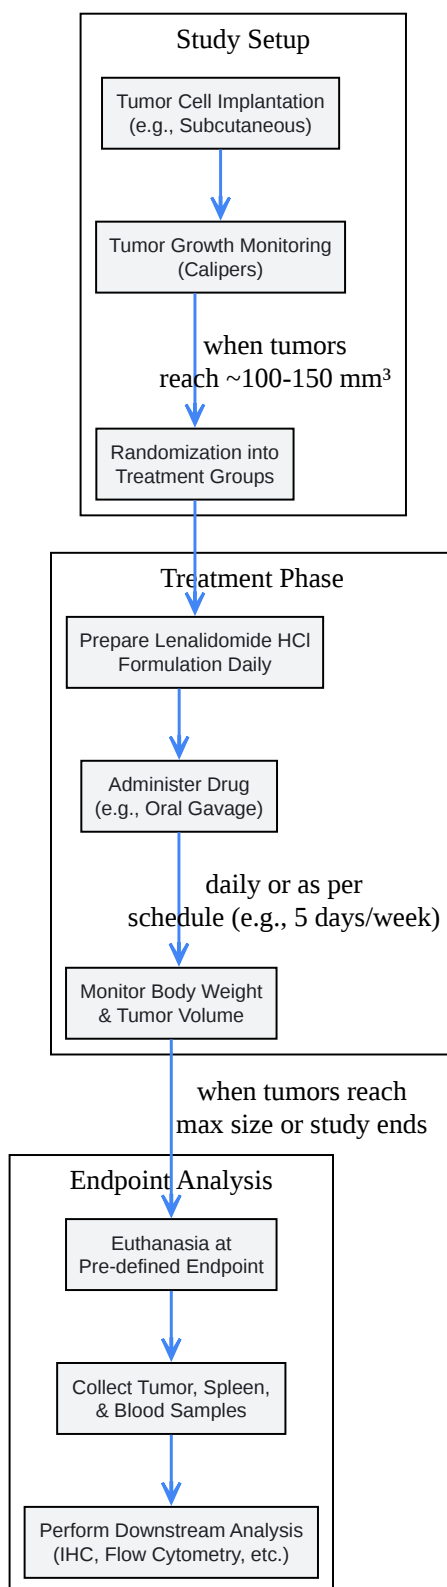 Study Setup
Tumor Cell Implantation
(e.g., Subcutaneous)
Tumor Growth Monitoring
(Calipers)
when tumors
reach ~100-150 mm³
Randomization into
Treatment Groups
Treatment Phase
Prepare Lenalidomide HCl
Formulation Daily
Administer Drug
(e.g., Oral Gavage)
daily or as per
schedule (e.g., 5 days/week)
Monitor Body Weight
& Tumor Volume
when tumors reach
max size or study ends
Endpoint Analysis
Euthanasia at
Pre-defined Endpoint
Collect Tumor, Spleen,
& Blood Samples
Perform Downstream Analysis
(IHC, Flow Cytometry, etc.)